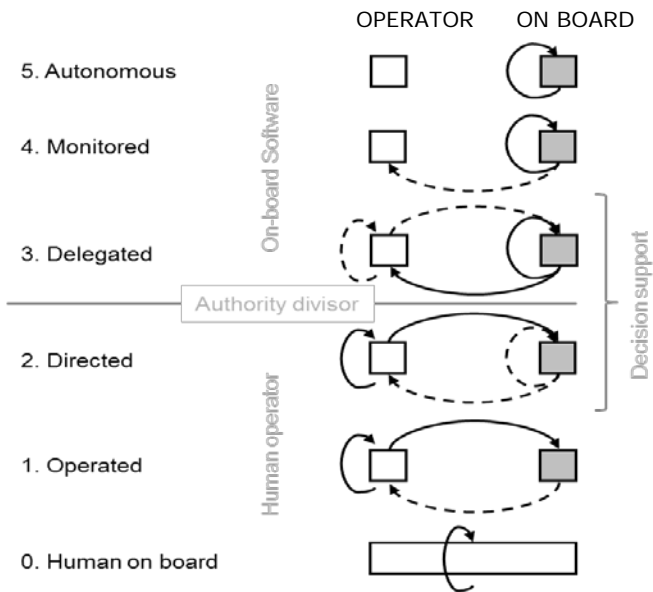 OPERATOR ON BOARD
5. Autonomous
4. Monitored
On-board Software
3. Delegated
Authority divisor
Decision support
2. Directed
Human operator
1. Operated
0. Human on board